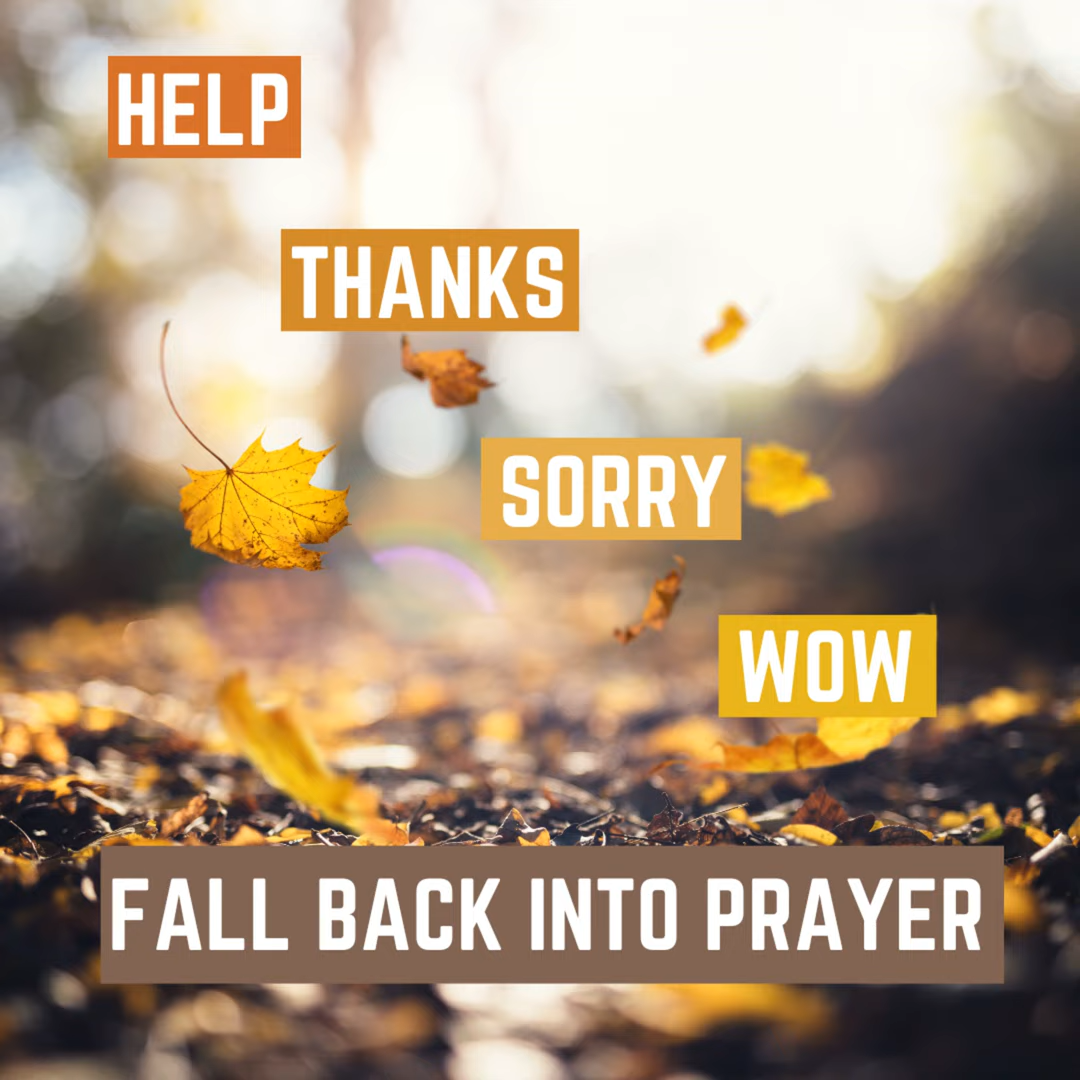 HELP
THANKS
SORRY
WOW
FALL BACK INTO PRAYER